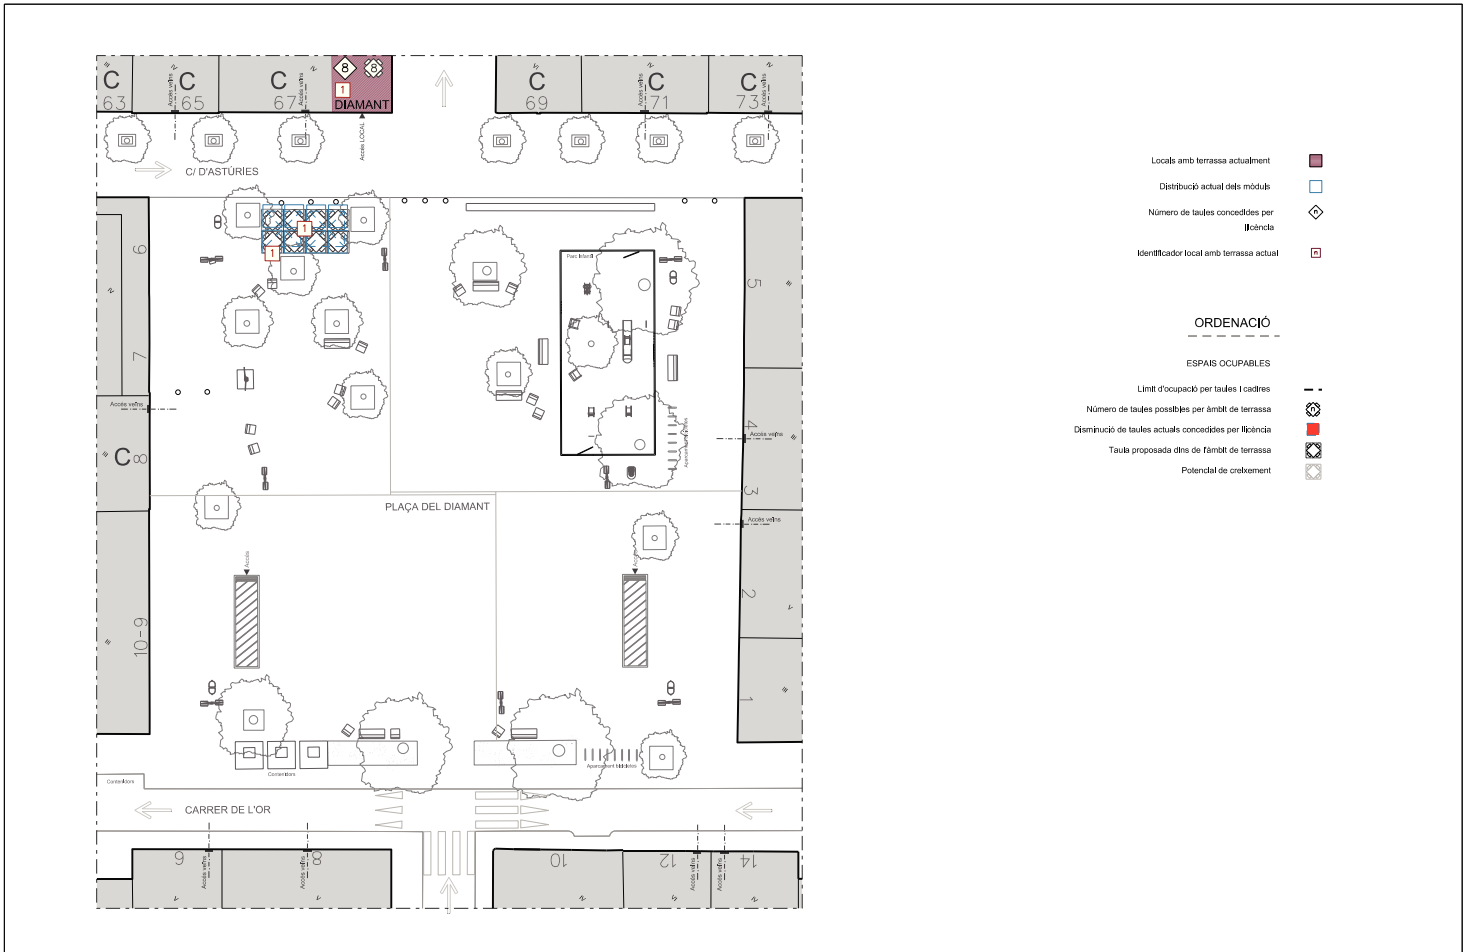 C
63
C
65
C
67
8
8
1
DIAMANT
C
69
C
71
C
73
Accés veïns
Accés veïns
Accés veïns
Accés veïns
Accés LOCAL
C/ D'ASTÚRIES
1
1
Parc Infantil
9
7
Accés veïns
C 8
10-9
5
4
Accés veïns
3
Accés veïns
2
1
PLAÇA DEL DIAMANT
Accés
Contenidors
Contenidors
Aparcament bicicletes
Aparcament bicicletes
CARRER DE L'OR
6
8
10
12
14
Accés veïns
Accés veïns
Accés veïns
Accés veïns
Locals amb terrassa actualment
Distribució actual dels mòduls
Número de taules concedides per
llicència
n
Identificador local amb terrassa actual
n
ORDENACIÓ
ESPAIS OCUPABLES
Límit d'ocupació per taules i cadires
Número de taules possibles per àmbit de terrassa
n
Disminució de taules actuals concedides per llicència
Taula proposada dins de l'àmbit de terrassa
Potencial de creixement